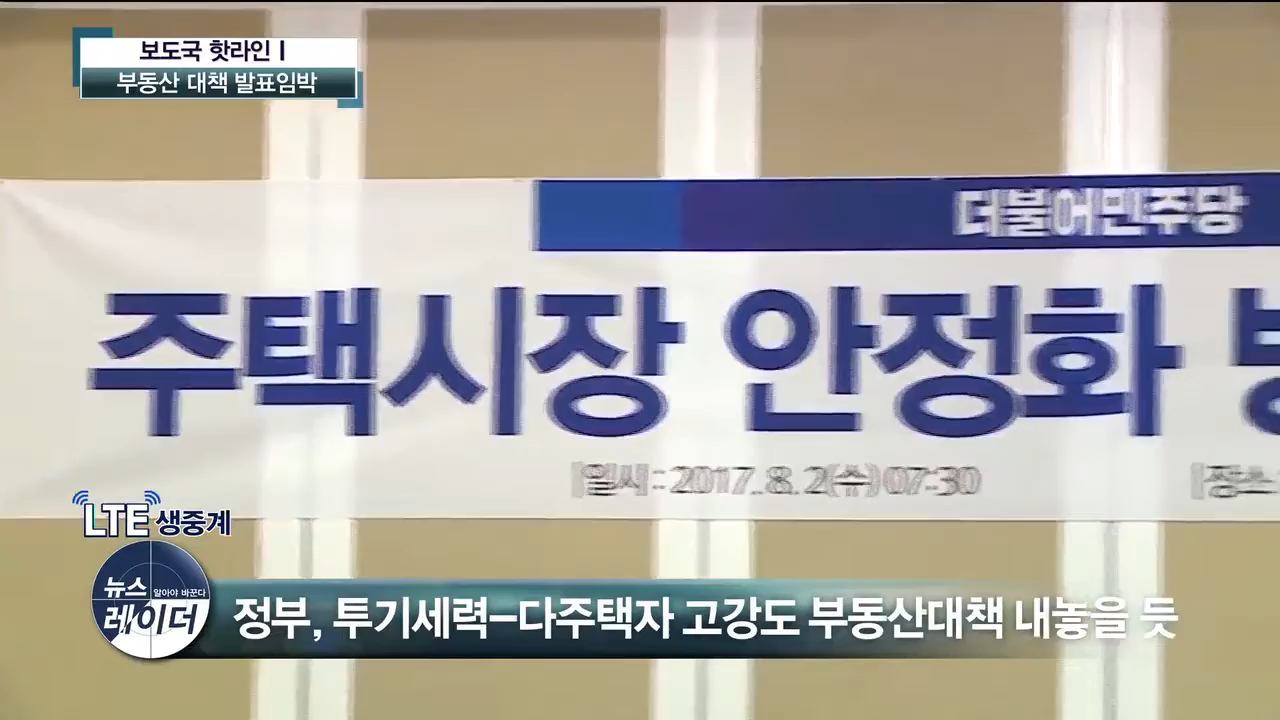 보도국 핫라인 Ⅰ
부동산 대책 발표임박
더불어민주당
주택시장 안정화
일시 : 2017. 8. 2(수) 07:30
장소
LTE 생중계
뉴스 알아야 바꾼다
레이더
정부, 투기세력-다주택자 고강도 부동산대책 내놓을 듯